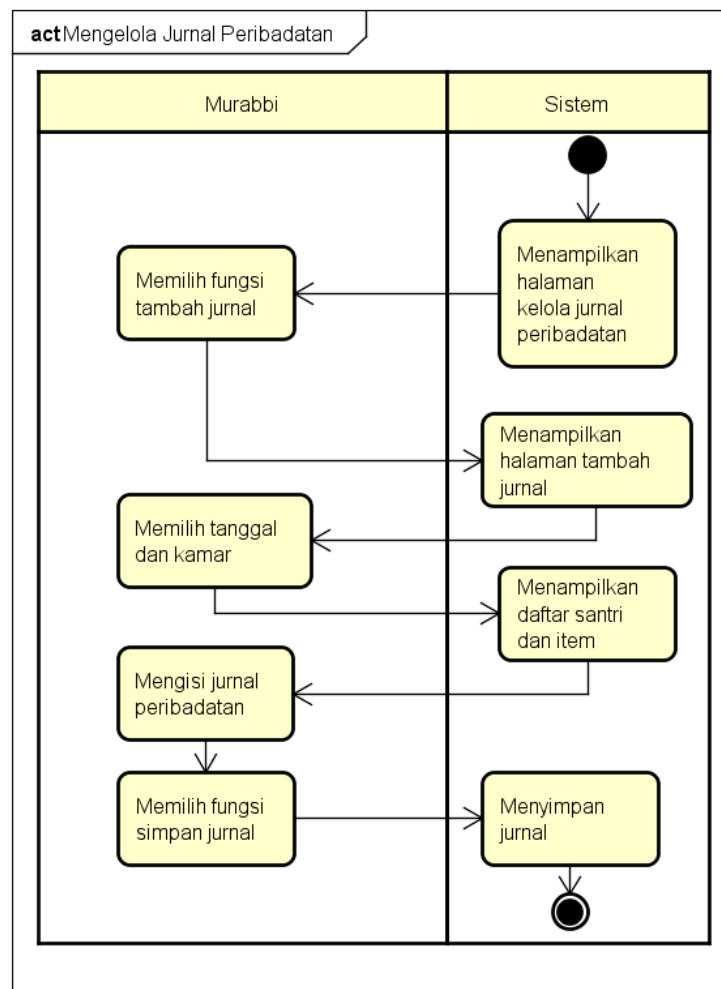 act Mengelola Jurnal Peribadatan
Murabbi
Sistem
Menampilkan
halaman
kelola jurnal
peribadatan
Memilih fungsi
tambah jurnal
Menampilkan
halaman tambah
jurnal
Memilih tanggal
dan kamar
Menampilkan
daftar santri
dan item
Mengisi jurnal
peribadatan
Memilih fungsi
simpan jurnal
Menyimpan
jurnal